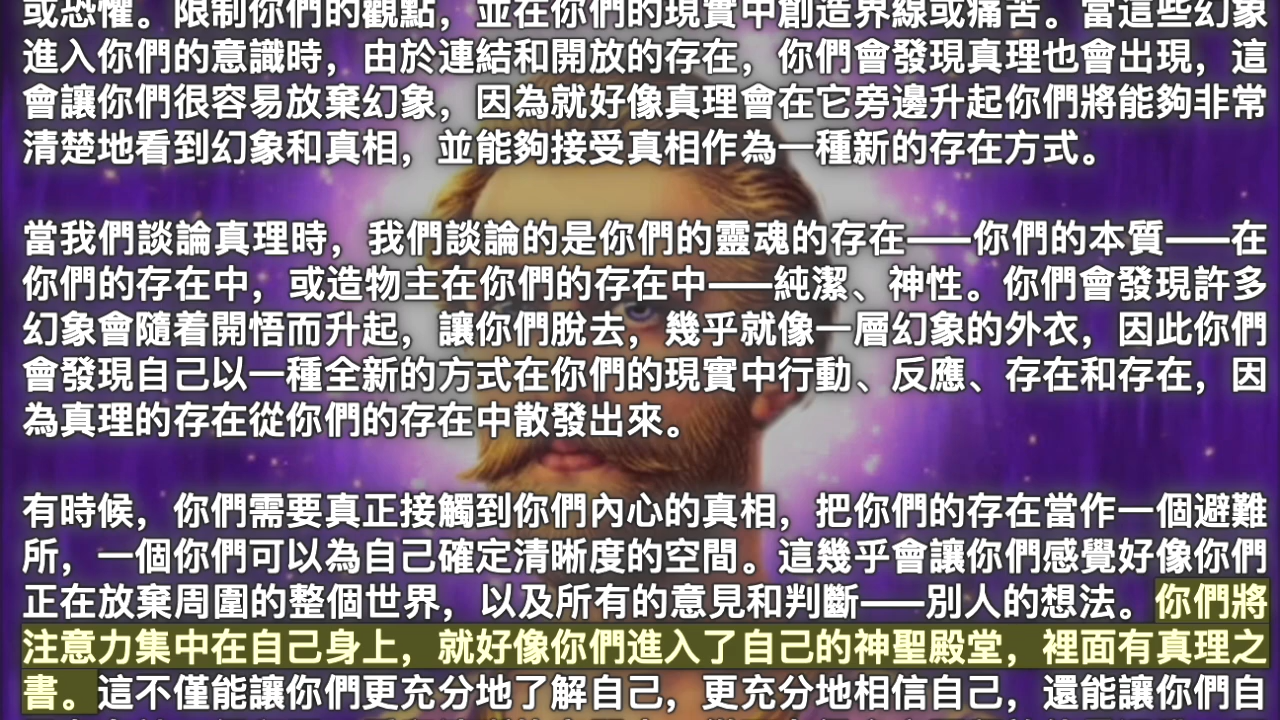 或恐懼。限制你們的觀點，並在你們的現實中創造界線或痛苦。當這些幻象
進入你們的意識時，由於連結和開放的存在，你們會發現真理也會出現，這
會讓你們很容易放棄幻象，因為就好像真理會在它旁邊升起你們將能夠非常
清楚地看到幻象和真相，並能夠接受真相作為一種新的存在方式。
當我們談論真理時，我們談論的是你們的靈魂的存在——你們的本質——在
你們的存在中，或造物主在你們的存在中——純潔、神性。你們會發現許多
幻象會隨着開悟而升起，讓你們脫去，幾乎就像一層幻象的外衣，因此你們
會發現自己以一種全新的方式在你們的現實中行動、反應、存在和存在，因
為真理的存在從你們的存在中散發出來。
有時候，你們需要真正接觸到你們內心的真相，把你們的存在當作一個避難
所，一個你們可以為自己確定清晰度的空間。這幾乎會讓你們感覺好像你們
正在放棄周圍的整個世界，以及所有的意見和判斷——別人的想法。你們將
注意力集中在自己身上，就好像你們進入了自己的神聖殿堂，裡面有真理之
書。這不僅能讓你們更充分地了解自己，更充分地相信自己，還能讓你們自